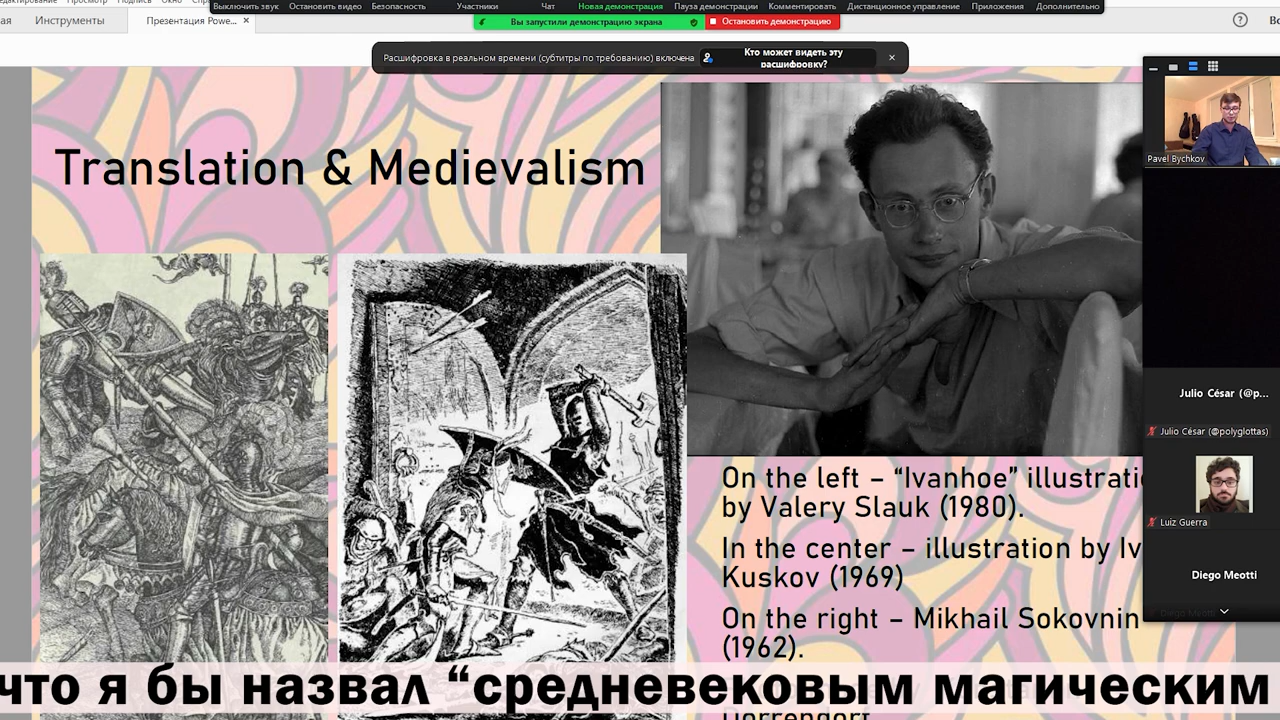 Выключить звук Остановить видео Безопасность Участники Чат Новая демонстрация Пауза демонстрации Комментировать Дистанционное управление Приложения Дополнительно
Инструменты
Презентация Powe... ×
Вы запустили демонстрацию экрана
Остановить демонстрацию
Расшифровка в реальном времени (субтитры по требованию) включена
Кто может видеть эту расшифровку?
Translation & Medievalism
Pavel Bychkov
Julio César (@p...
Julio César (@polyglottas)
Luiz Guerra
Diego Meotti
Diego Meotti
On the left – “Ivanhoe” illustratio
by Valery Slauk (1980).
In the center – illustration by Iv
Kuskov (1969)
On the right – Mikhail Sokovnin
(1962).
что я бы назвал “средневековым магическим